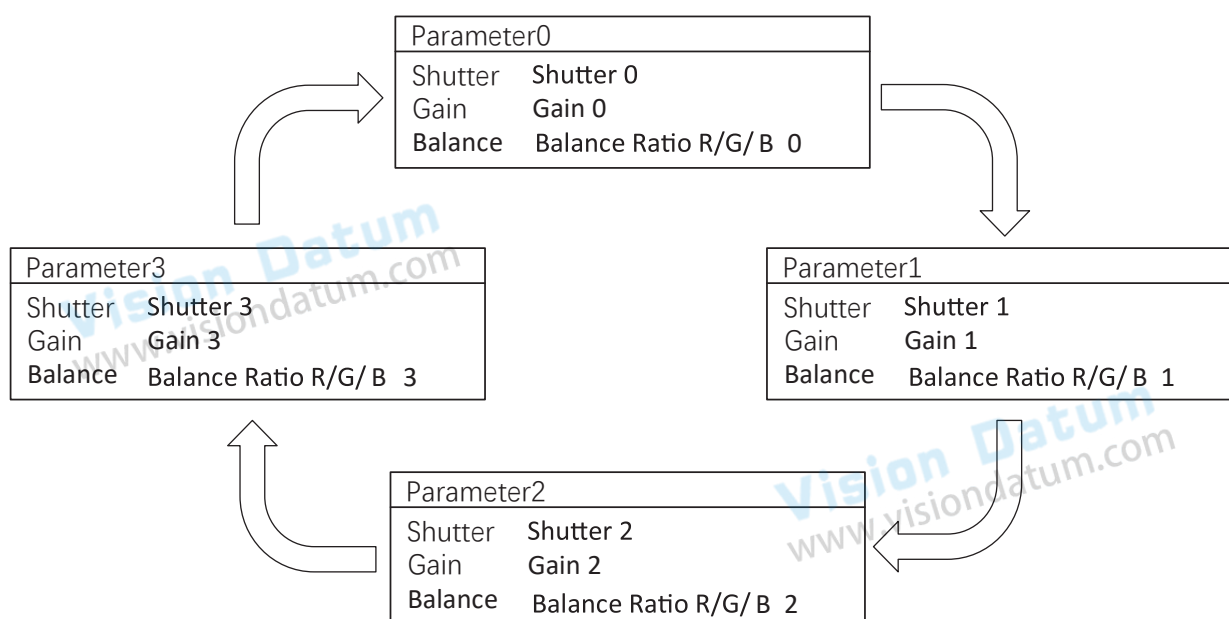 Parameter0
Shutter Shutter 0
Gain Gain 0
Balance Balance Ratio R/G/ B 0
Parameter3
Shutter Shutter 3
Gain Gain 3
Balance Balance Ratio R/G/ B 3
Vision Datum
www.visiondatum.com
Parameter1
Shutter Shutter 1
Gain Gain 1
Balance Balance Ratio R/G/ B 1
Parameter2
Shutter Shutter 2
Gain Gain 2
Balance Balance Ratio R/G/ B 2
Vision Datum
www.visiondatum.com